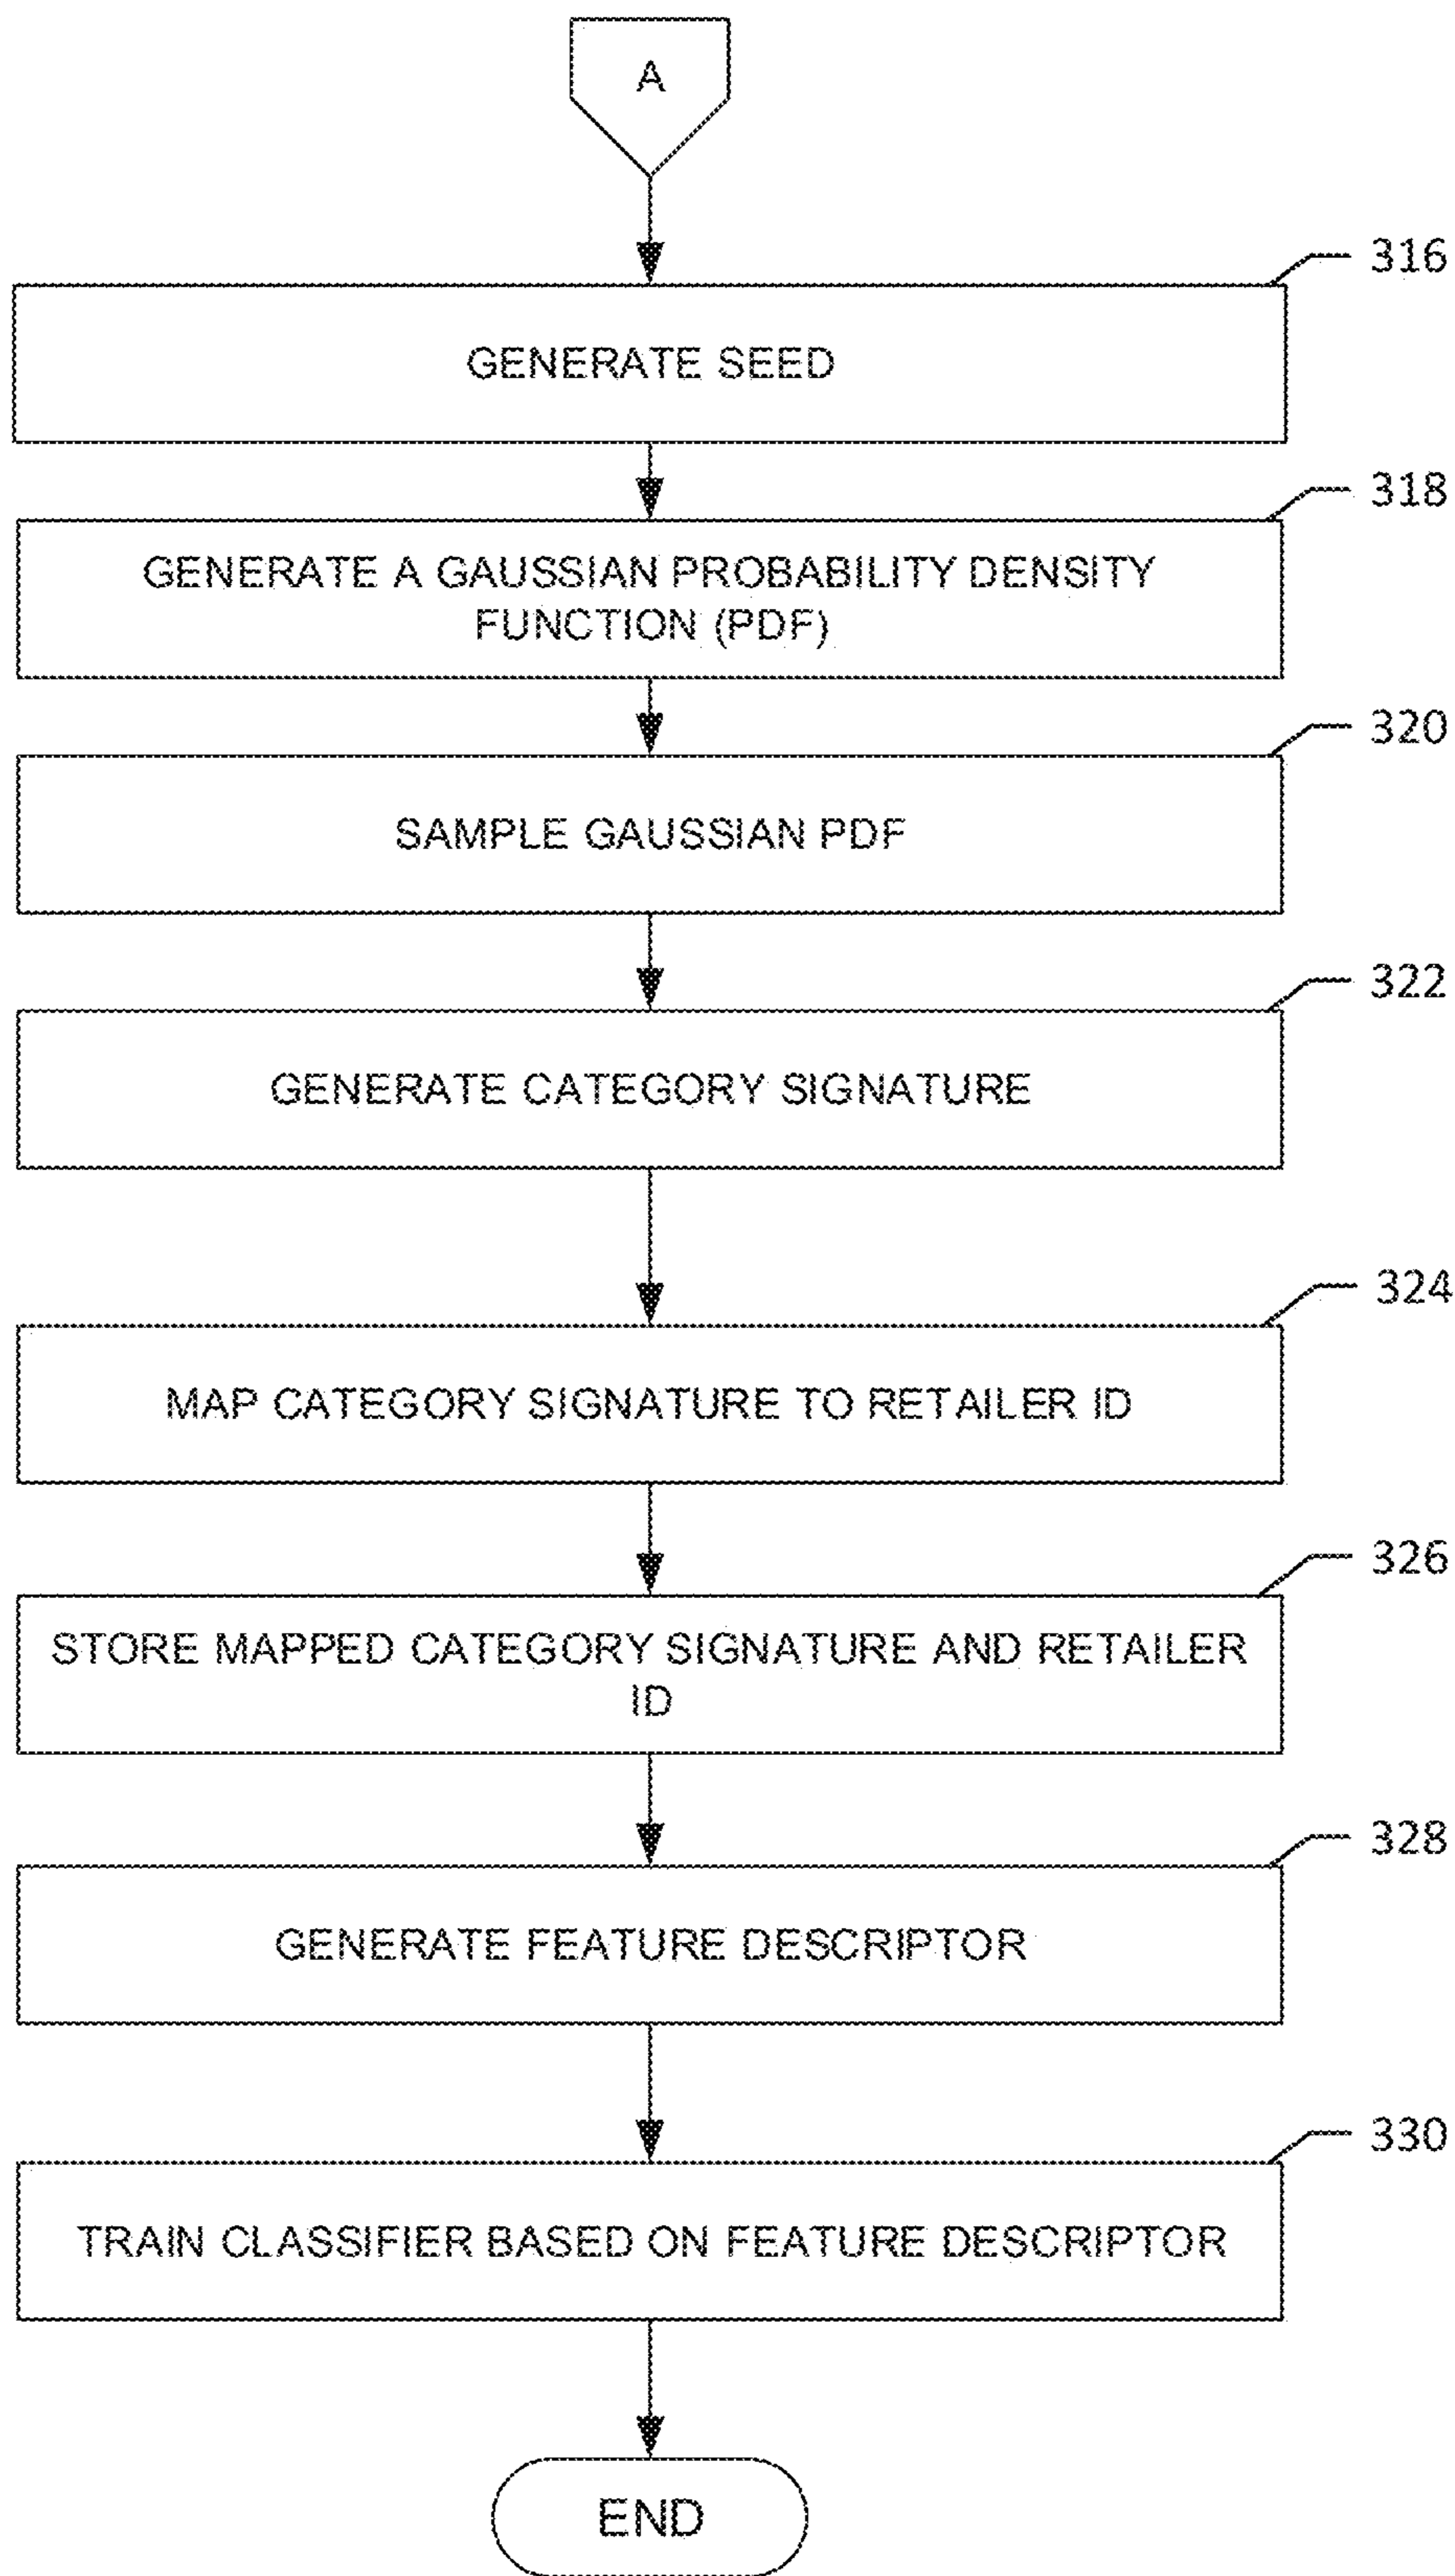 A
316
GENERATE SEED
318
GENERATE A GAUSSIAN PROBABILITY DENSITY
FUNCTION (PDF)
320
SAMPLE GAUSSIAN PDF
322
GENERATE CATEGORY SIGNATURE
324
MAP CATEGORY SIGNATURE TO RETAILER ID
326
STORE MAPPED CATEGORY SIGNATURE AND RETAILER
ID
328
GENERATE FEATURE DESCRIPTOR
330
TRAIN CLASSIFIER BASED ON FEATURE DESCRIPTOR
END